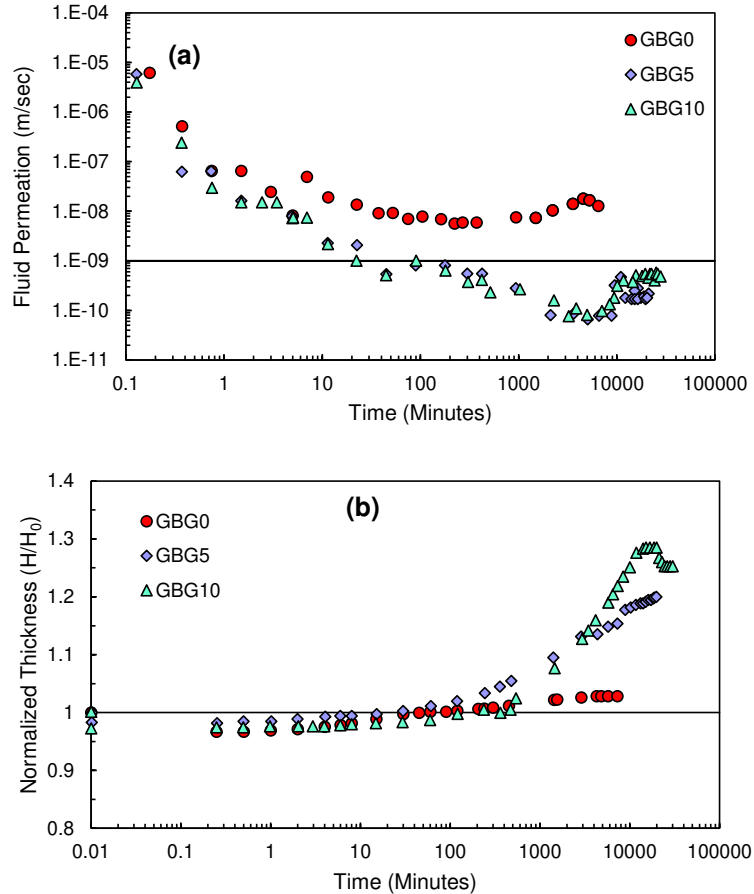 1.E-04
(a)
GBG0
GBG5
GBG10
1.E-05
1.E-06
1.E-07
1.E-08
1.E-09
1.E-10
1.E-11
Fluid Permeation (m/sec)
0.1 1 10 100 1000 10000 100000
Time (Minutes)
1.4
(b)
GBG0
GBG5
GBG10
1.3
1.2
1.1
1
0.9
0.8
Normalized Thickness (H/H0)
0.01 0.1 1 10 100 1000 10000 100000
Time (Minutes)